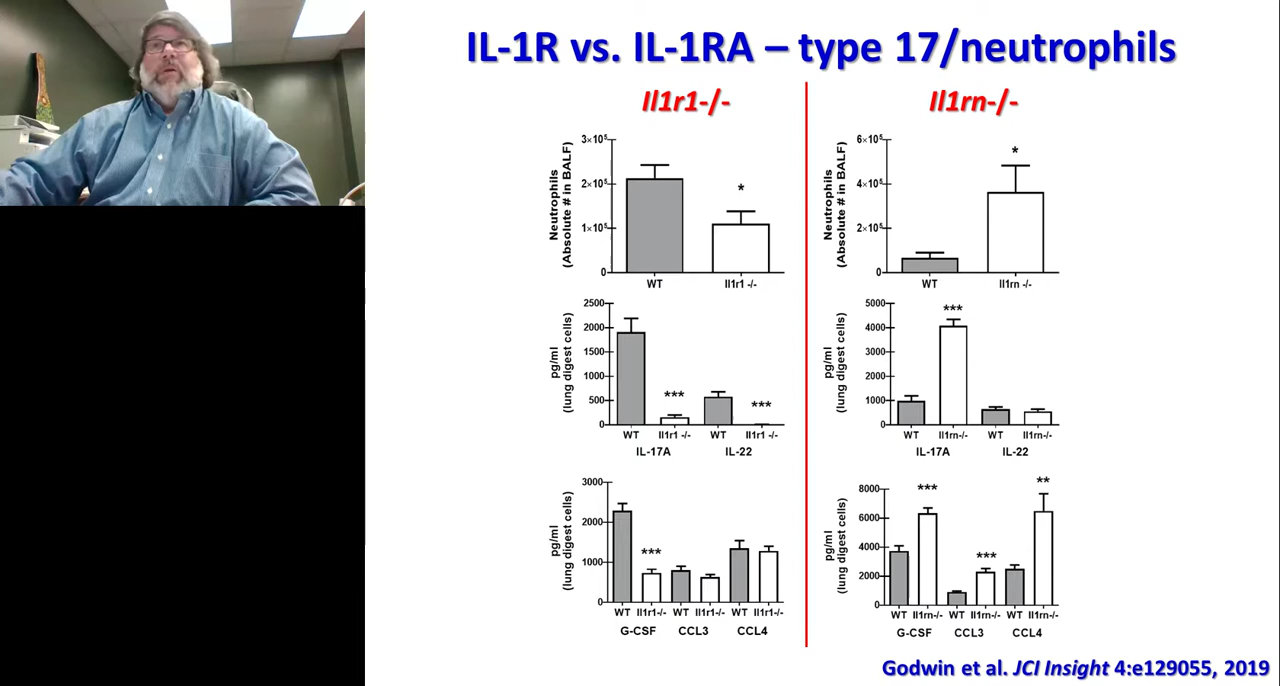 IL-1R vs. IL-1RA – type 17/neutrophils
Il1r1-/-
Neutrophils
(Absolute # in BALF)
3×10⁵
2×10⁵
1×10⁵
0
*
WT Il1r1 -/-
pg/ml
(lung digest cells)
2500
2000
1500
1000
500
0
*** ***
WT Il1r1 -/- WT Il1r1 -/-
IL-17A IL-22
pg/ml
(lung digest cells)
3000
2000
1000
0
***
WT Il1r1-/- WT Il1r1-/- WT Il1r1-/-
G-CSF CCL3 CCL4
Il1rn-/-
Neutrophils
(Absolute # in BALF)
6×10⁵
4×10⁵
2×10⁵
0
*
WT Il1rn -/-
pg/ml
(lung digest cells)
5000
4000
3000
2000
1000
0
***
WT Il1rn-/- WT Il1rn-/-
IL-17A IL-22
pg/ml
(lung digest cells)
8000
6000
4000
2000
0
*** *** **
WT Il1rn-/- WT Il1rn-/- WT Il1rn-/-
G-CSF CCL3 CCL4
Godwin et al. JCI Insight 4:e129055, 2019